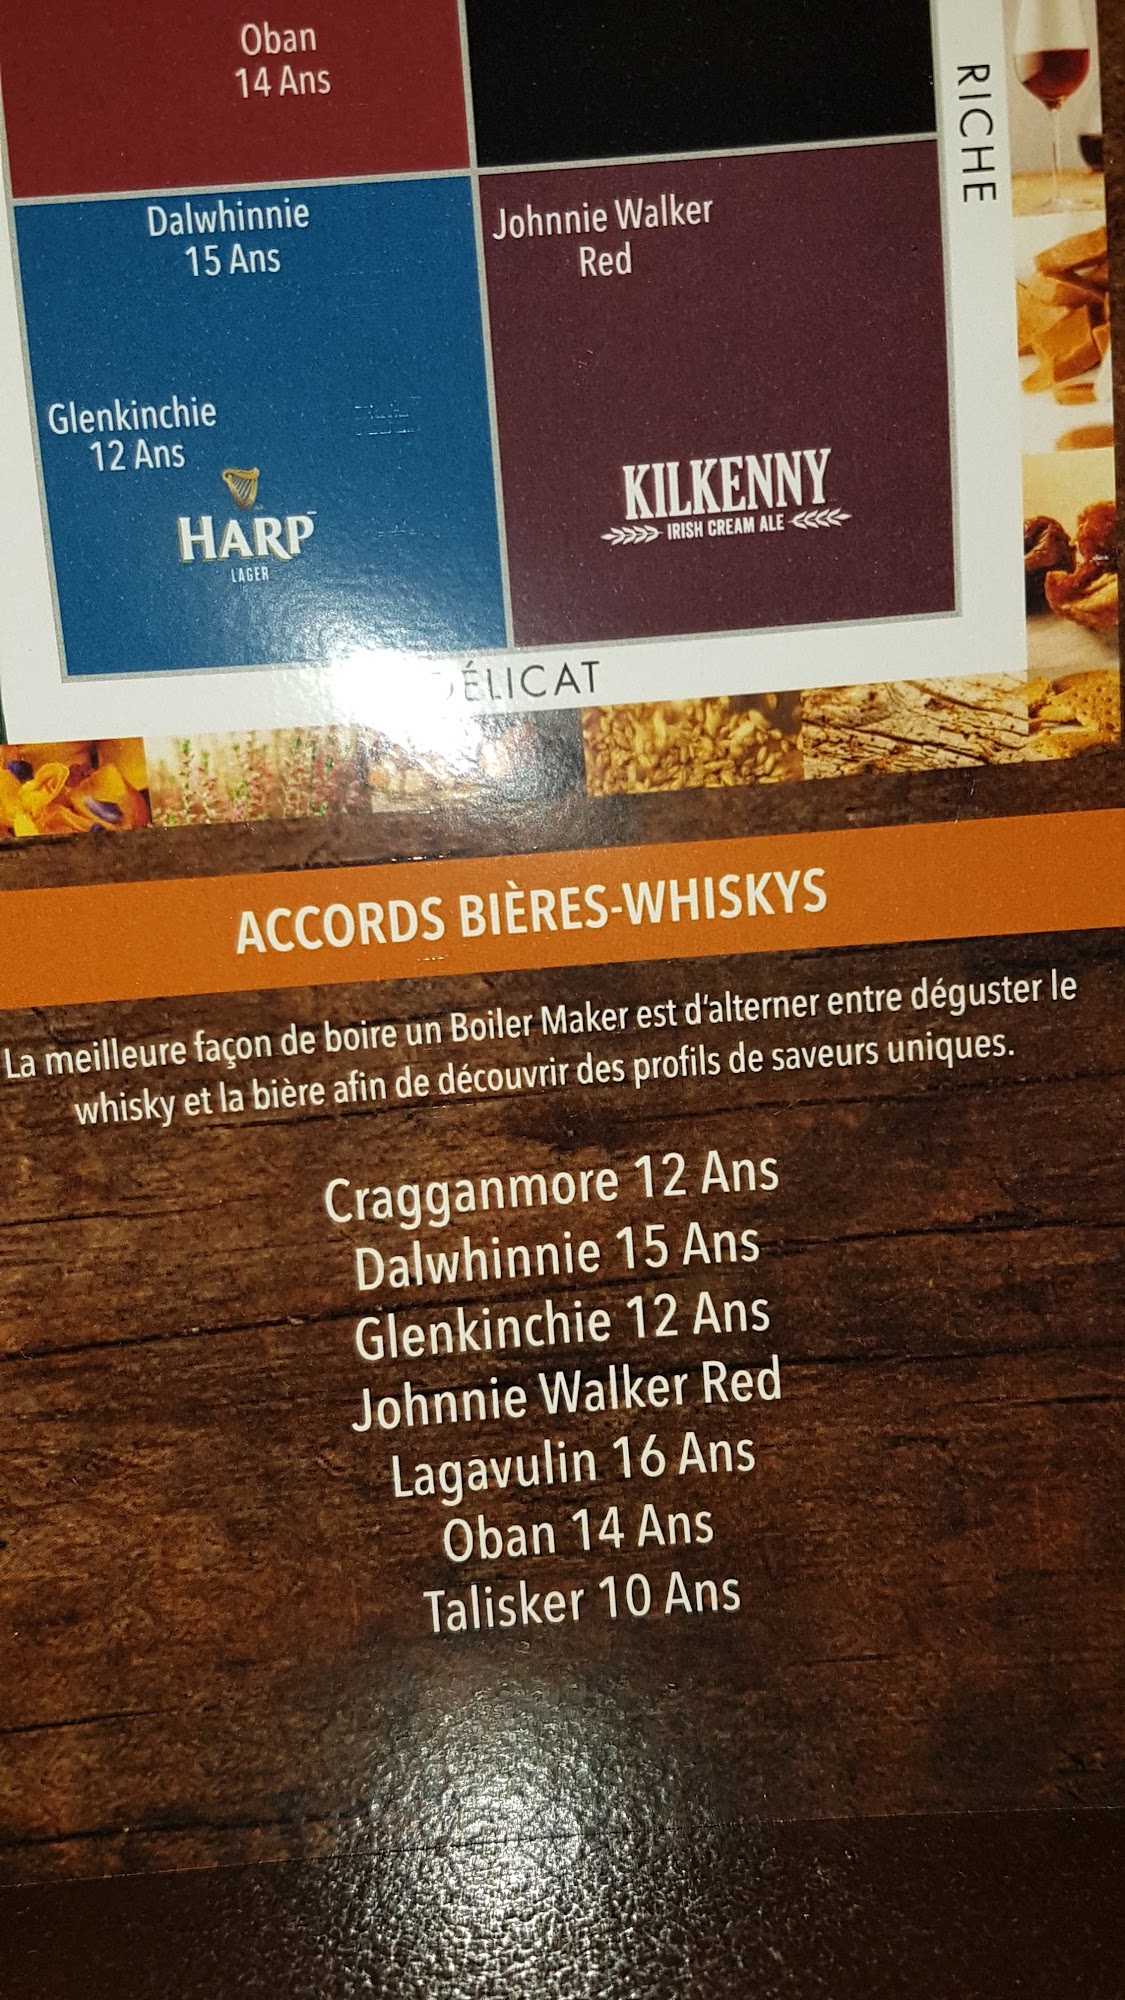 Oban
14 Ans
RICHE
Dalwhinnie
15 Ans
Johnnie Walker
Red
Glenkinchie
12 Ans
HARP
LAGER
KILKENNY
IRISH CREAM ALE
DÉLICAT
ACCORDS BIÈRES-WHISKYS
La meilleure façon de boire un Boiler Maker est d'alterner entre déguster le
whisky et la bière afin de découvrir des profils de saveurs uniques.
Cragganmore 12 Ans
Dalwhinnie 15 Ans
Glenkinchie 12 Ans
Johnnie Walker Red
Lagavulin 16 Ans
Oban 14 Ans
Talisker 10 Ans